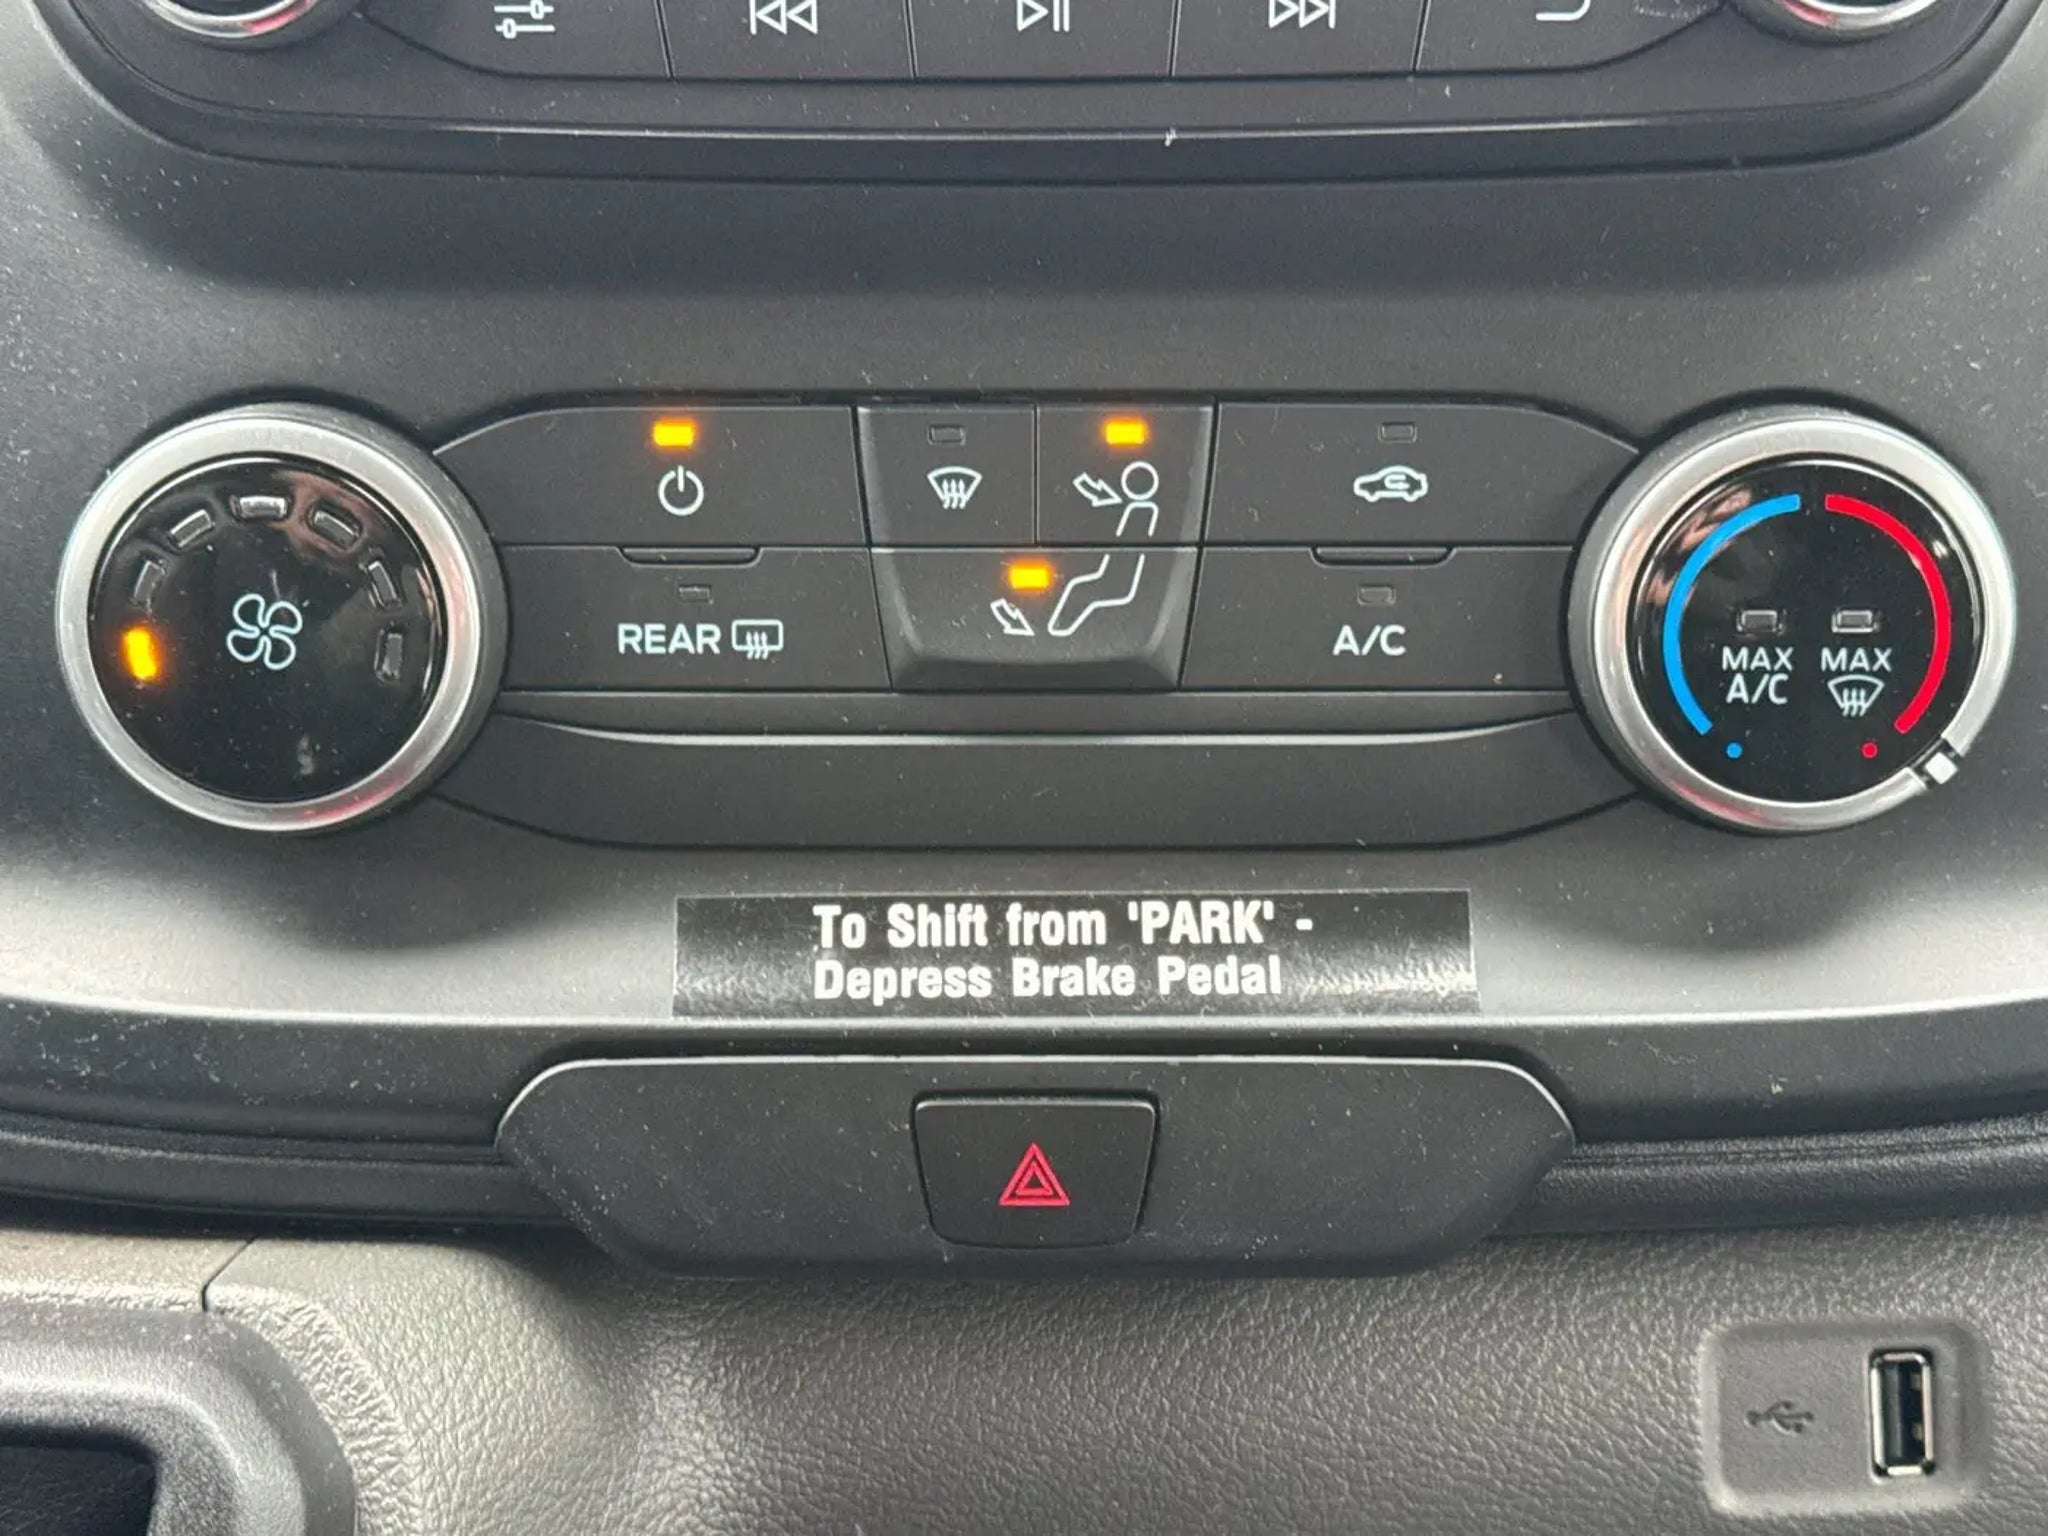 REAR
A/C
MAX
A/C
MAX
To Shift from 'PARK' -
Depress Brake Pedal